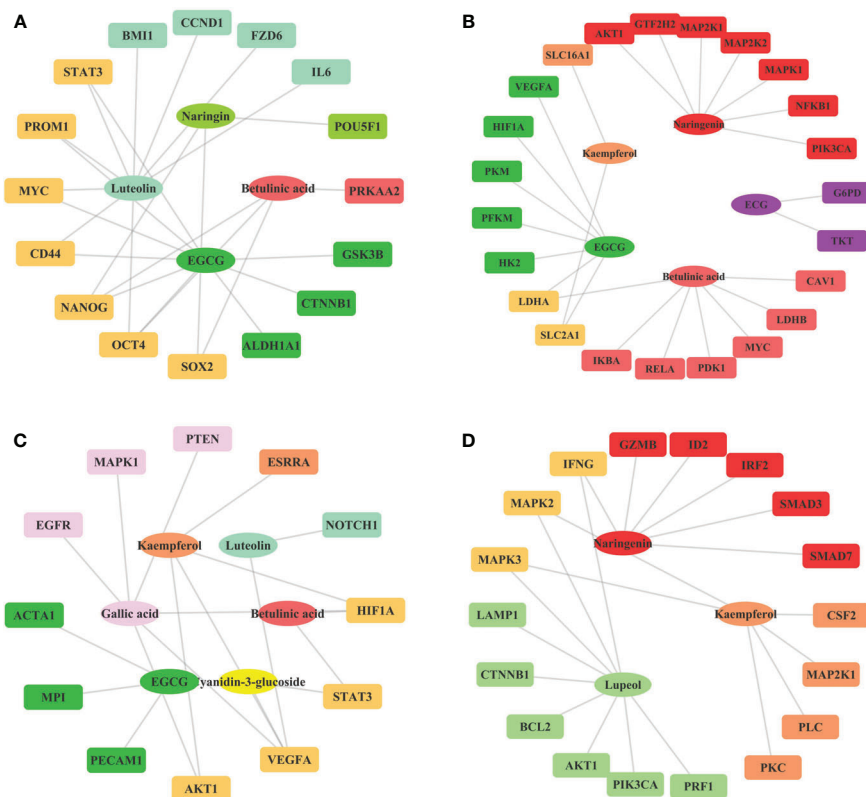 A
CCND1
BMI1
FZD6
STAT3
IL6
Naringin
PROM1
POU5F1
MYC
Luteolin
Betulinic acid
PRKAA2
CD44
EGCG
GSK3B
NANOG
CTNNB1
OCT4
ALDH1A1
SOX2
B
GTF2H2
AKT1
MAP2K1
MAP2K2
SLC16A1
MAPK1
VEGFA
NFKB1
HIF1A
Naringenin
PIK3CA
Kaempferol
PKM
ECG
G6PD
PFKM
TKT
EGCG
HK2
Betulinic acid
CAV1
LDHA
LDHB
SLC2A1
MYC
IKBA
RELA
PDK1
C
PTEN
MAPK1
ESRRA
EGFR
Kaempferol
Luteolin
NOTCH1
ACTA1
Gallic acid
Betulinic acid
HIF1A
EGCG
yanidin-3-glucoside
MPI
STAT3
PECAM1
VEGFA
AKT1
D
GZMB
ID2
IFNG
IRF2
MAPK2
SMAD3
Naringenin
MAPK3
SMAD7
LAMP1
Kaempferol
CSF2
CTNNB1
Lupeol
MAP2K1
BCL2
PLC
AKT1
PKC
PIK3CA
PRF1